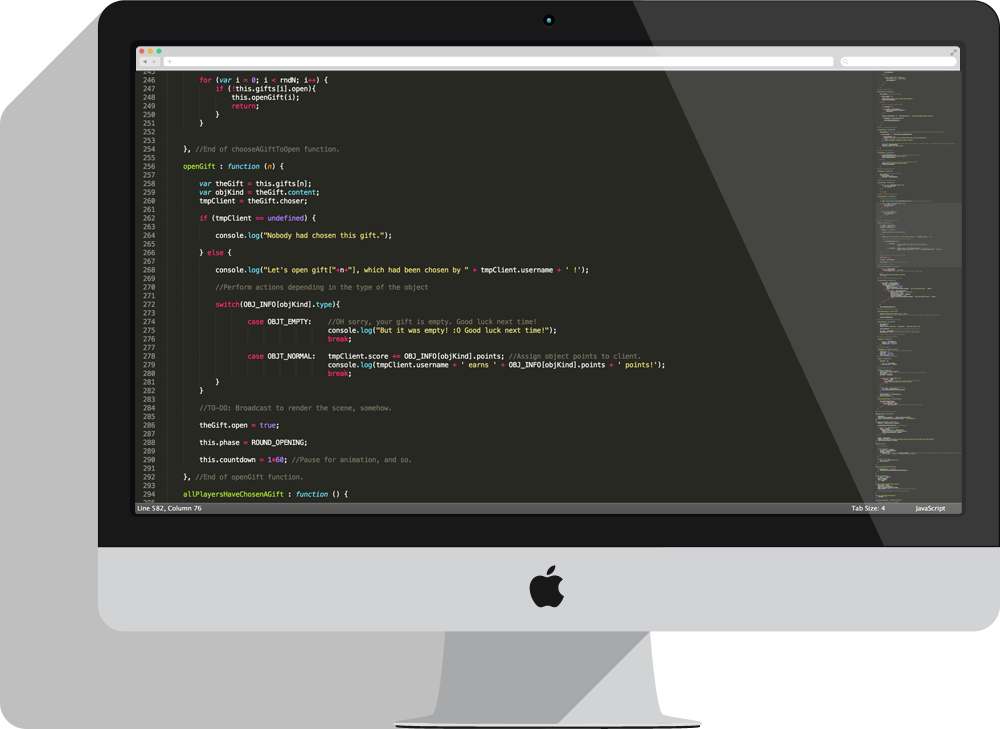 245
246 for (var i = 0; i < rndN; i++) {
247 if (!this.gifts[i].open){
248 this.openGift(i);
249 return;
250 }
251 }
252
253
254 }, //End of chooseAGiftToOpen function.
255
256 openGift : function (n) {
257
258 var theGift = this.gifts[n];
259 var objKind = theGift.content;
260 tmpClient = theGift.choser;
261
262 if (tmpClient == undefined) {
263
264 console.log("Nobody had chosen this gift.");
265
266 } else {
267
268 console.log("Let's open gift["+n+"], which had been chosen by " + tmpClient.username + ' !');
269
270 //Perform actions depending in the type of the object
271
272 switch(OBJ_INFO[objKind].type){
273
274 case OBJT_EMPTY: //OH sorry, your gift is empty. Good luck next time!
275 console.log("But it was empty! :O Good luck next time!");
276 break;
277
278 case OBJT_NORMAL: tmpClient.score += OBJ_INFO[objKind].points; //Assign object points to client.
279 console.log(tmpClient.username + ' earns ' + OBJ_INFO[objKind].points + ' points!');
280 break;
281 }
282 }
283
284 //TO-DO: Broadcast to render the scene, somehow.
285
286 theGift.open = true;
287
288 this.phase = ROUND_OPENING;
289
290 this.countdown = 1+60; //Pause for animation, and so.
291
292 }, //End of openGift function.
293
294 allPlayersHaveChosenAGift : function () {
295
Line 582, Column 76 Tab Size: 4 JavaScript